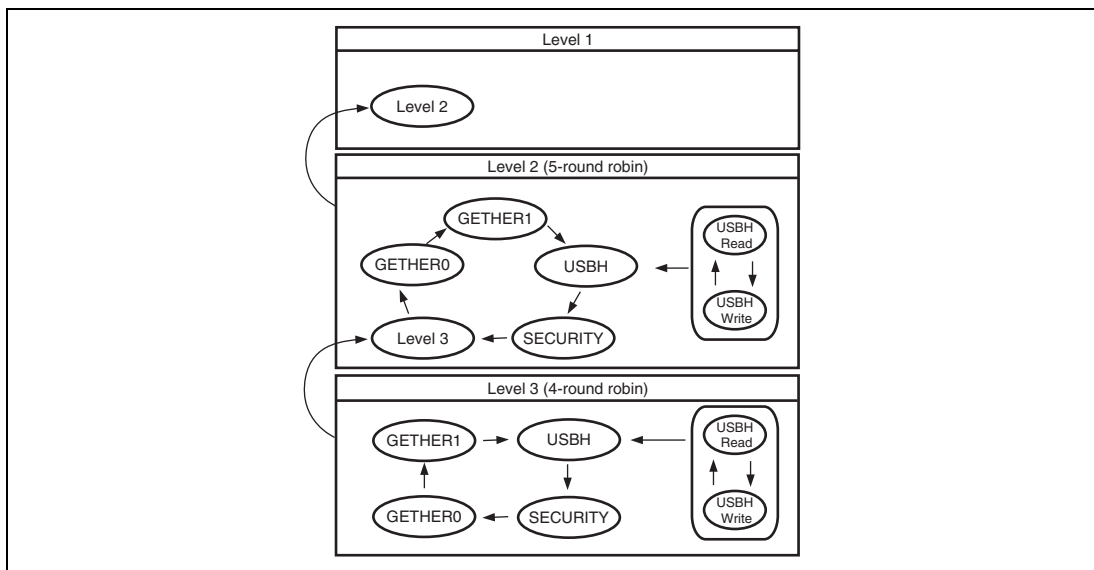 Level 1
Level 2
Level 2 (5-round robin)
GETHER1
USBH
Read
GETHER0
USBH
USBH
Write
Level 3
SECURITY
Level 3 (4-round robin)
GETHER1
USBH
USBH
Read
GETHER0
SECURITY
USBH
Write